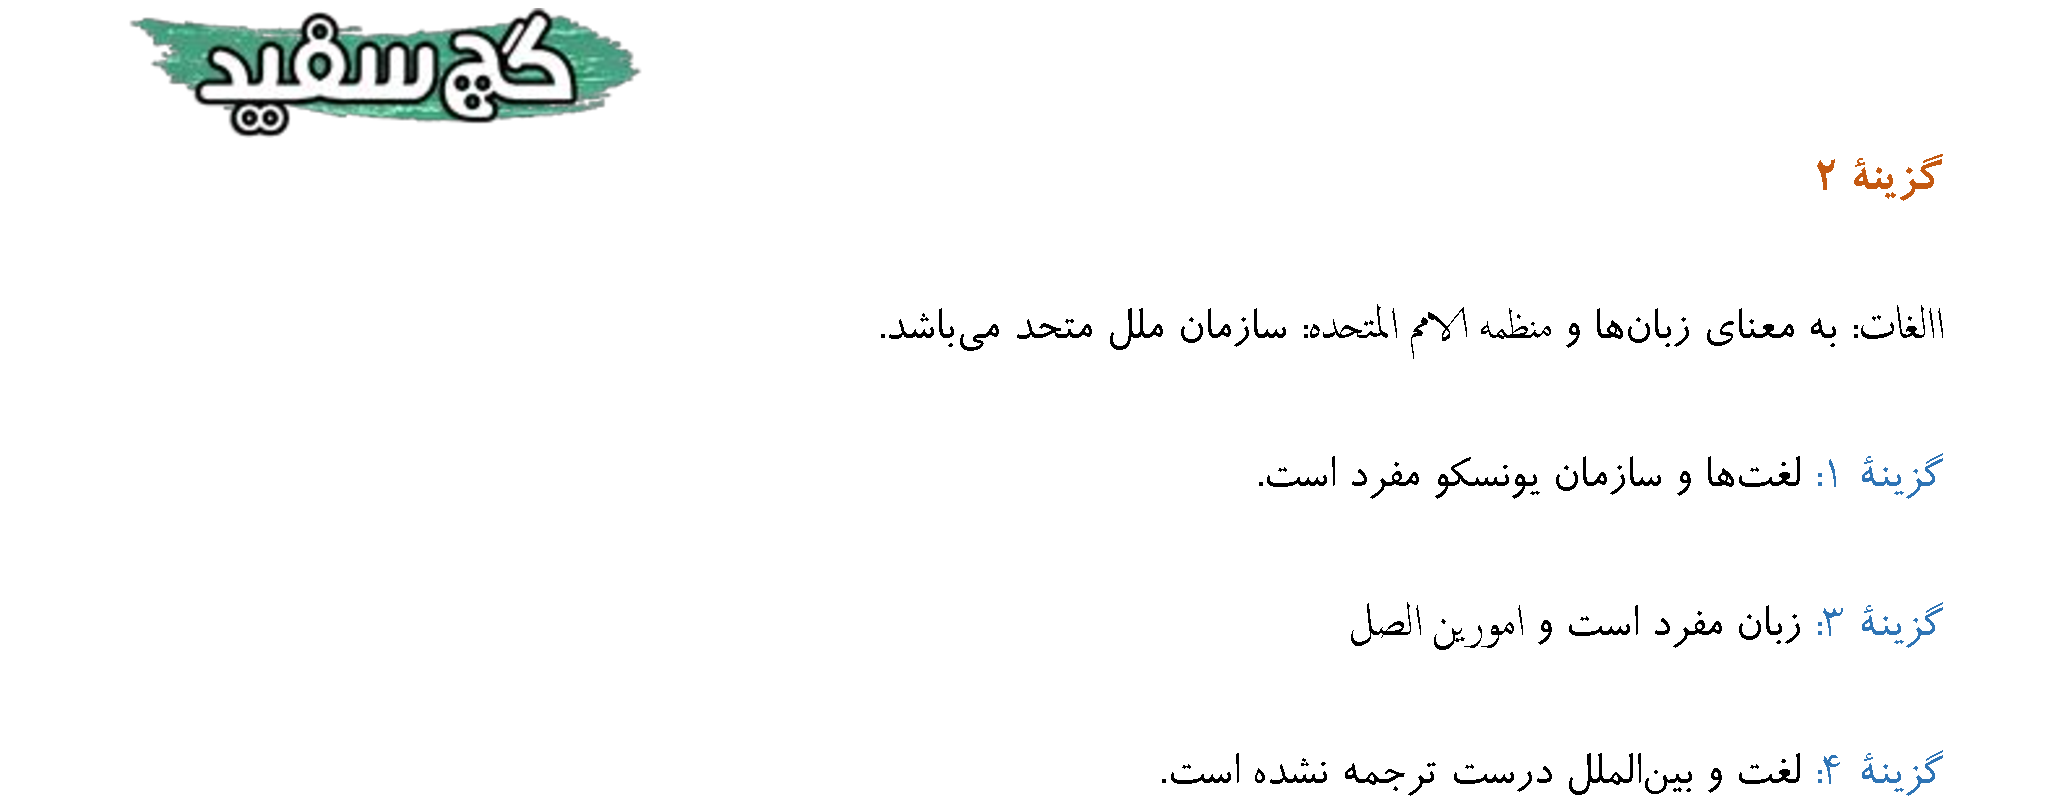 گچ سفید
گزینهٔ ۲
االغات: به معنای زبان‌ها و منظمه الامم المتحده: سازمان ملل متحد می‌باشد.
گزینهٔ ۱: لغت‌ها و سازمان یونسکو مفرد است.
گزینهٔ ۳: زبان مفرد است و امورین الصل
گزینهٔ ۴: لغت و بین‌الملل درست ترجمه نشده است.